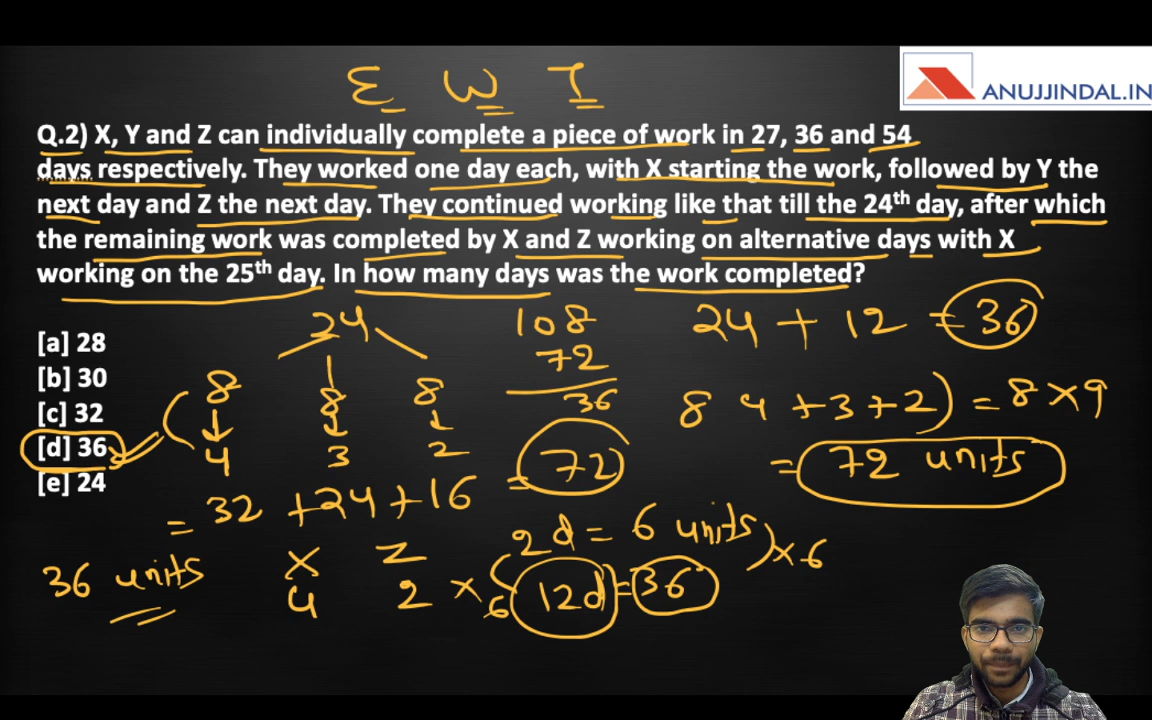 E W I
ANUJJINDAL.IN
Q.2) X, Y and Z can individually complete a piece of work in 27, 36 and 54
days respectively. They worked one day each, with X starting the work, followed by Y the
next day and Z the next day. They continued working like that till the 24th day, after which
the remaining work was completed by X and Z working on alternative days with X
working on the 25th day. In how many days was the work completed?
24
108
24 + 12 = 36
[a] 28
72
[b] 30
8 8 8
36
8 4 + 3 + 2) = 8 × 9
[c] 32
[d] 36
4 3 2
72
= 72 units
[e] 24
= 32 + 24 + 16 =
2d = 6 units) × 6
36 units
X Z
4 2 × 6
12d = 36